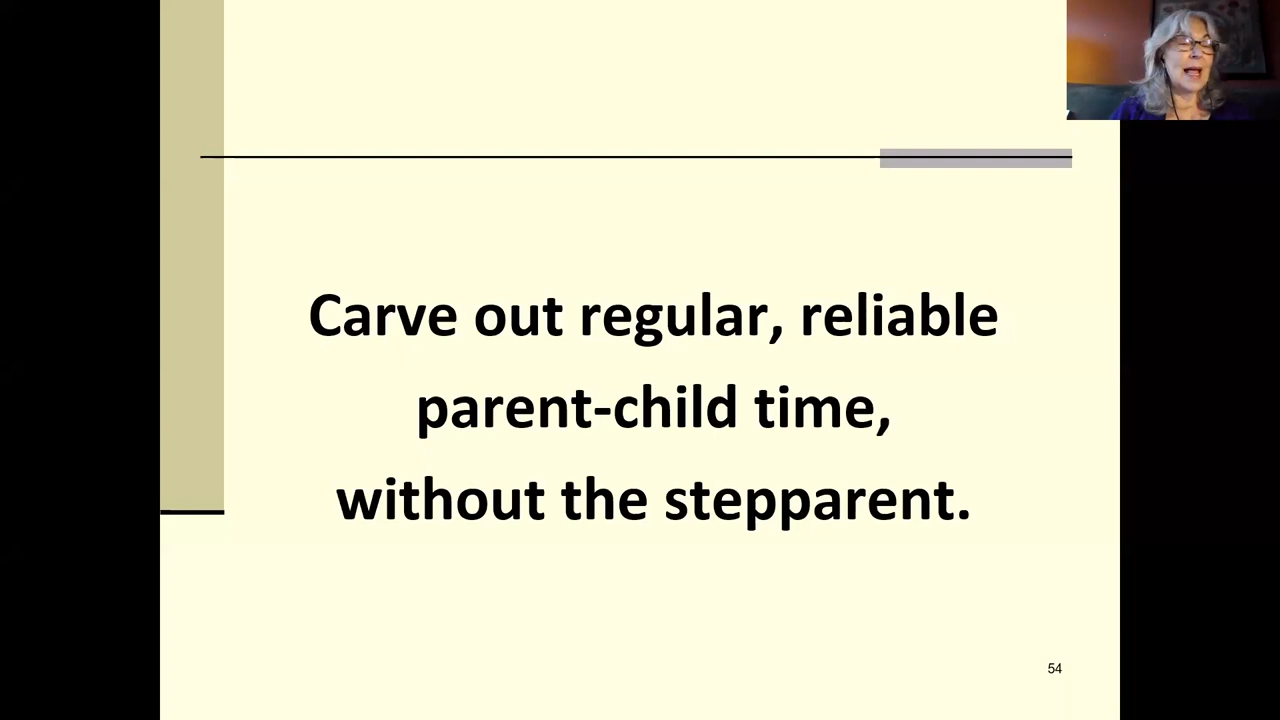 Carve out regular, reliable
parent-child time,
without the stepparent.
54